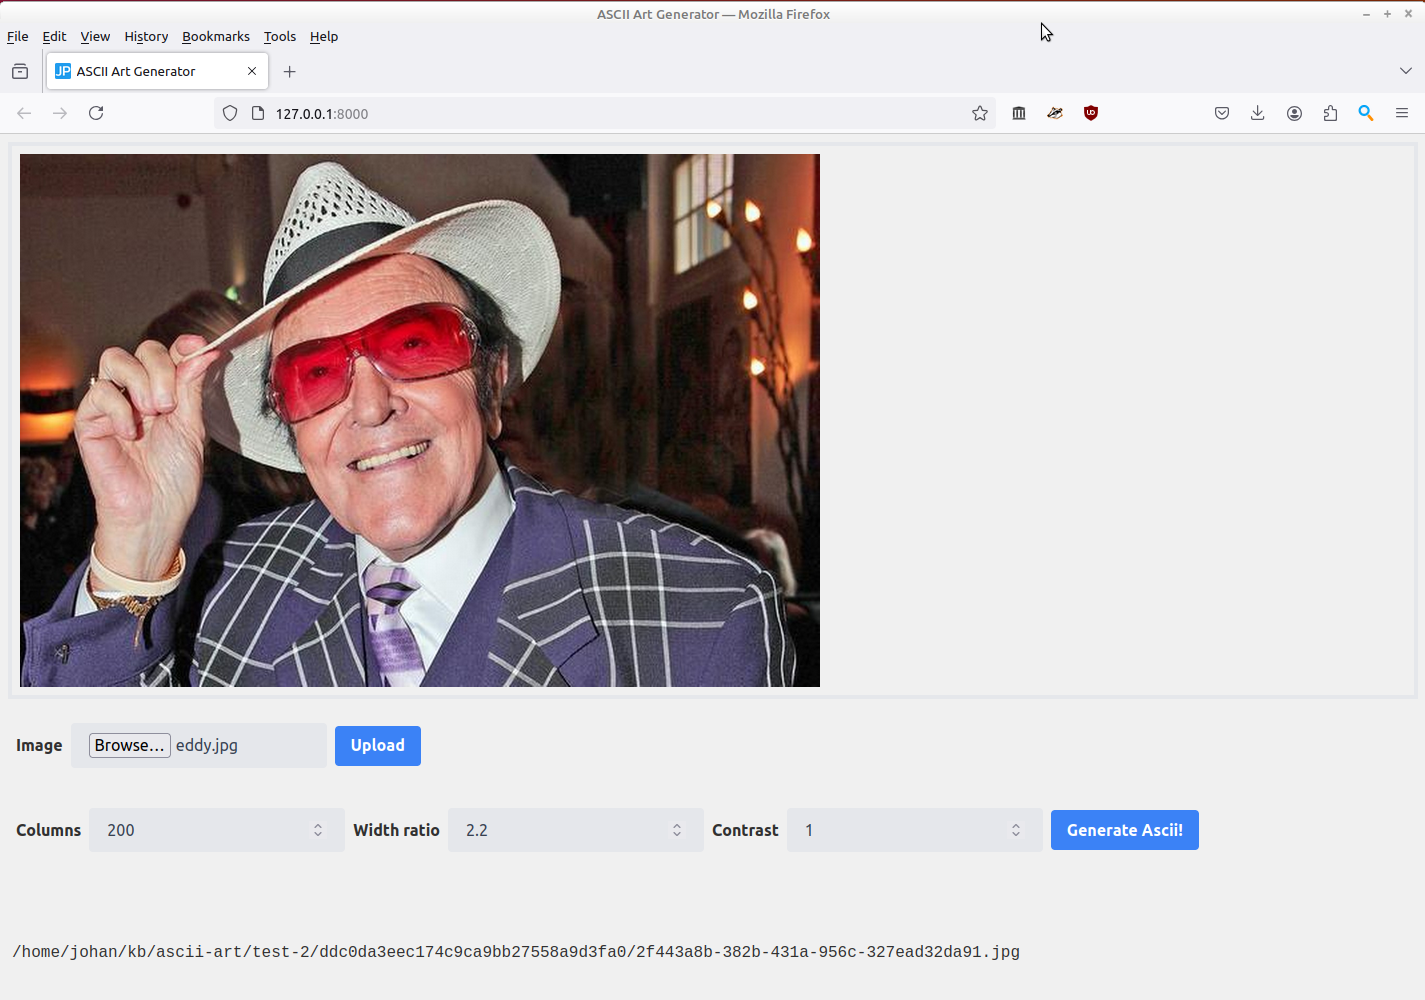 ASCII Art Generator — Mozilla Firefox
File Edit View History Bookmarks Tools Help
JP ASCII Art Generator
127.0.0.1:8000
Image Browse... eddy.jpg Upload
Columns 200 Width ratio 2.2 Contrast 1 Generate Ascii!
/home/johan/kb/ascii-art/test-2/ddc0da3eec174c9ca9bb27558a9d3fa0/2f443a8b-382b-431a-956c-327ead32da91.jpg